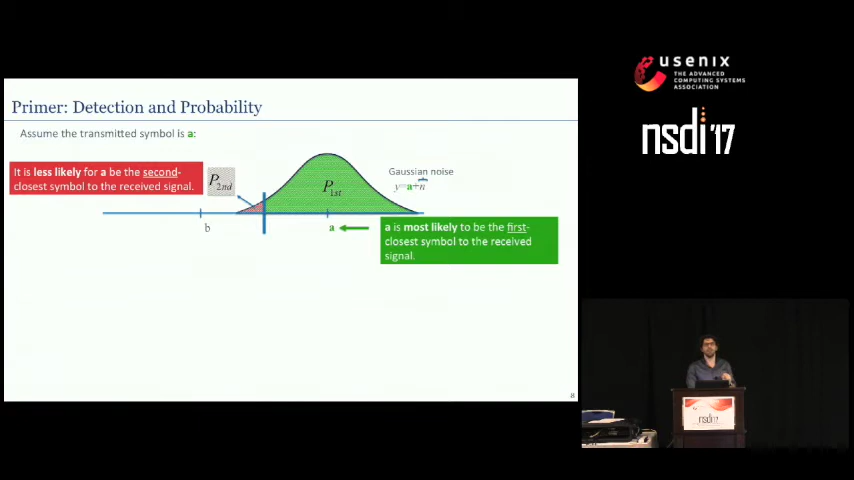 Primer: Detection and Probability
Assume the transmitted symbol is a:
It is less likely for a be the second-
closest symbol to the received signal.
P2nd
P1st
Gaussian noise
y=a+n
b
a
a is most likely to be the first-
closest symbol to the received
signal.
8
usenix
THE ADVANCED
COMPUTING SYSTEMS
ASSOCIATION
nsdi '17
nsdi'17